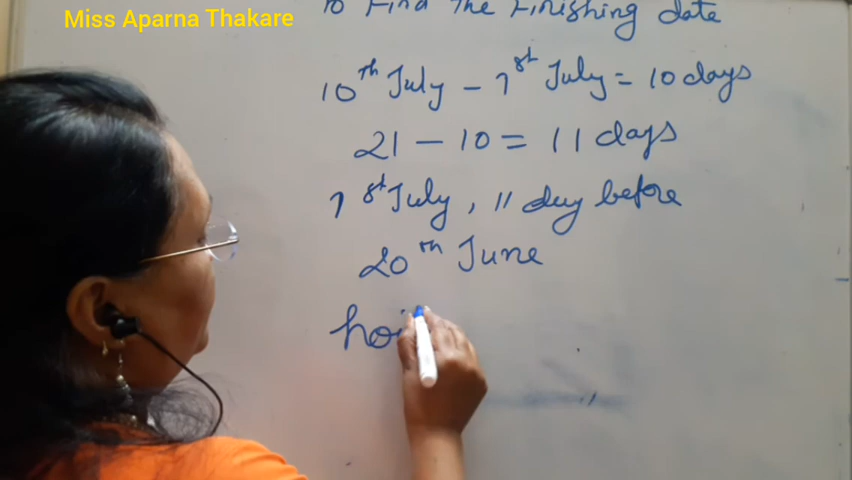 Miss Aparna Thakare
To Find The Finishing date
10th July - 1st July = 10 days
21 - 10 = 11 days
1st July, 11 day before
20th June
hoi